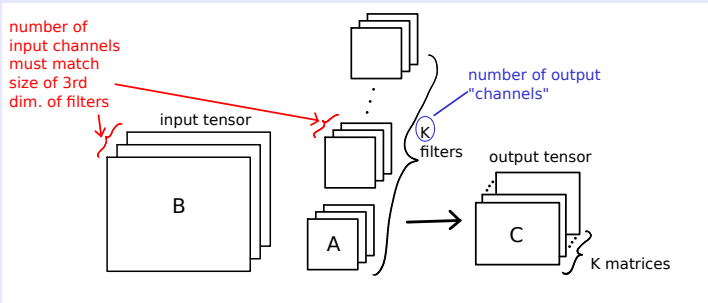 number of
input channels
must match
size of 3rd
dim. of filters
input tensor
B
A
K
filters
number of output
"channels"
output tensor
C
K matrices